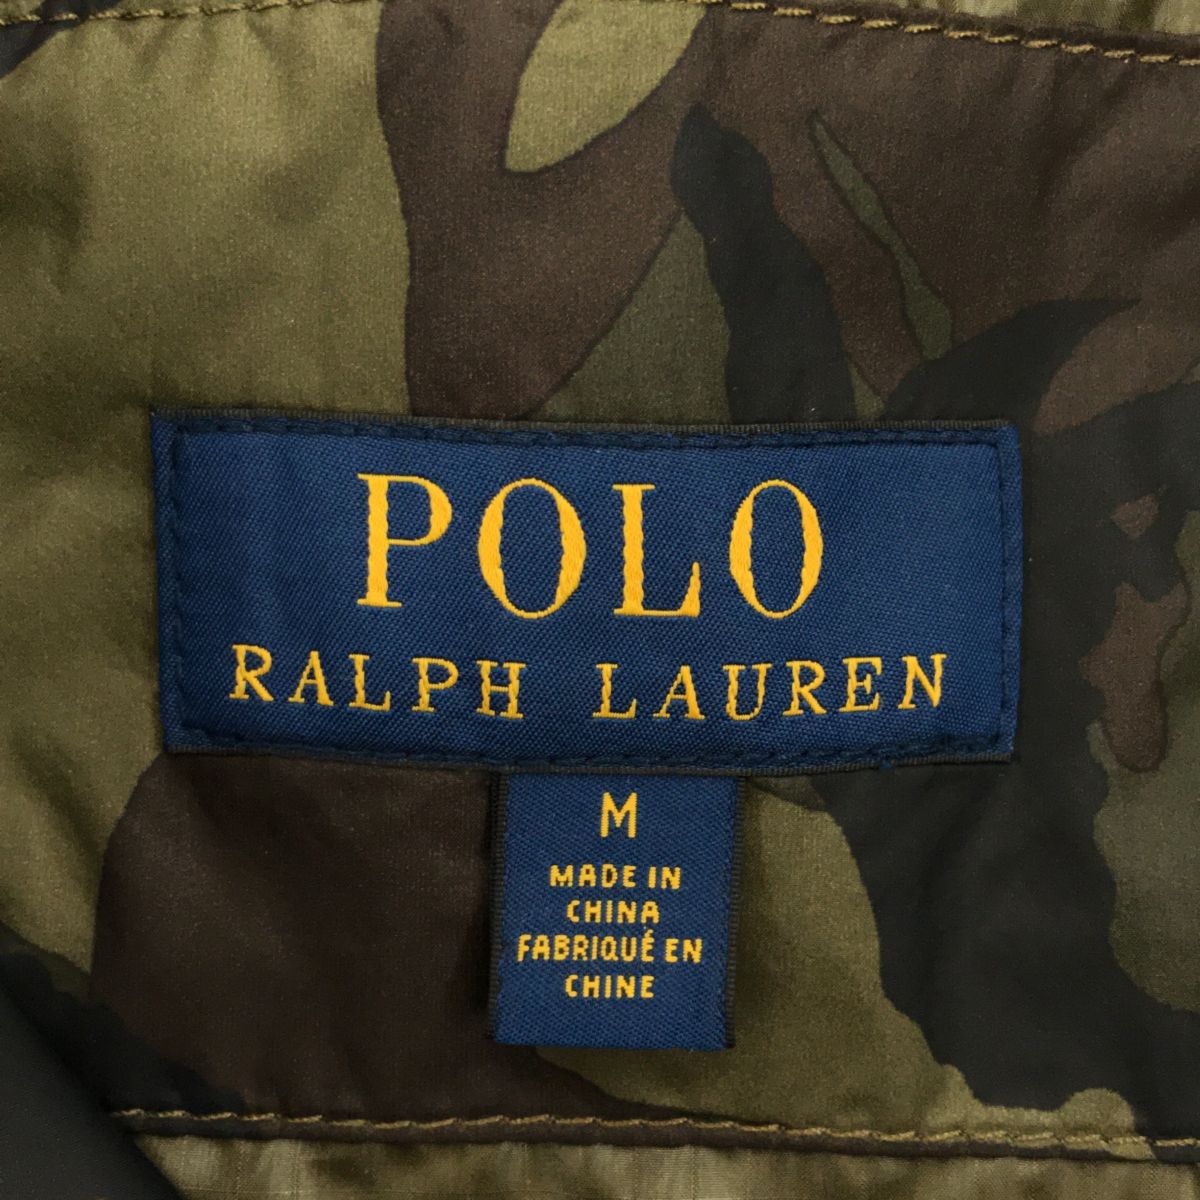 POLO
RALPH LAUREN
M
MADE IN
CHINA
FABRIQUÉ EN
CHINE